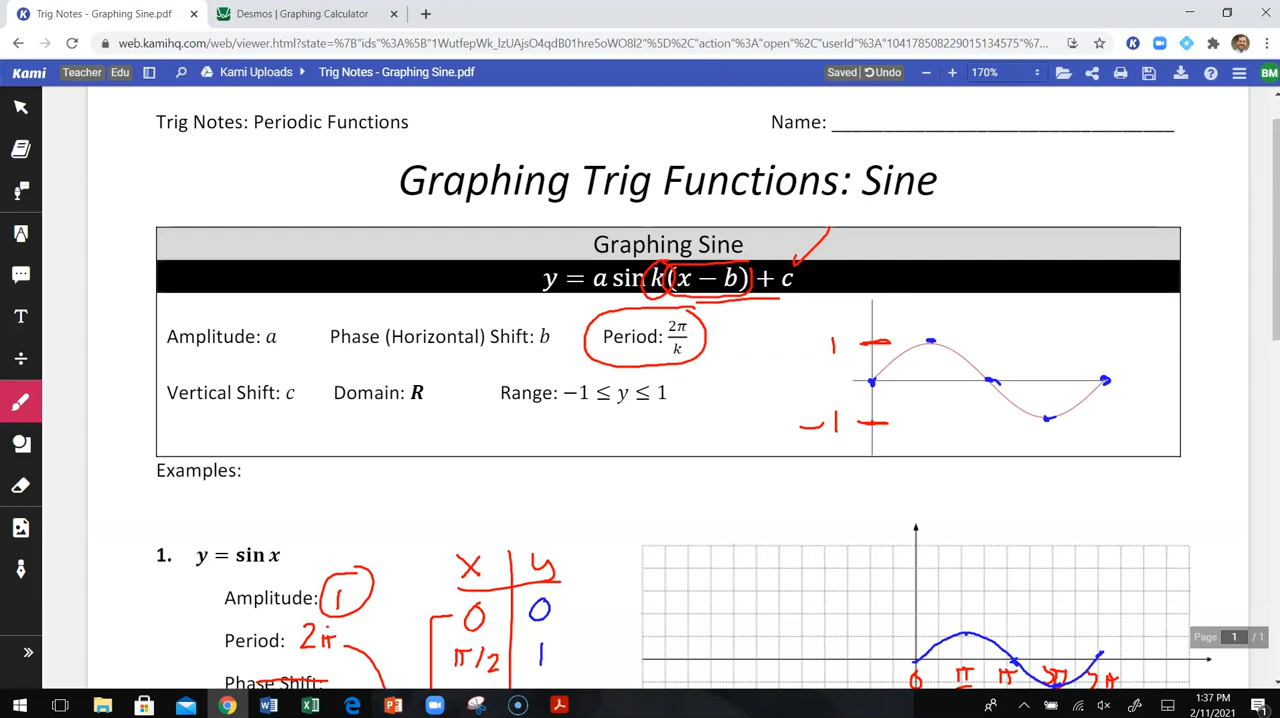 Trig Notes - Graphing Sine.pdf
Desmos | Graphing Calculator
web.kamihq.com/web/viewer.html?state=%7B"ids"%3A%5B"1WutfepWk_lzUAjsO4qdB01hre5oWO8l2"%5D%2C"action"%3A"open"%2C"userId"%3A"104178508229015134575"%7...
Kami Teacher Edu Kami Uploads Trig Notes - Graphing Sine.pdf Saved Undo 170% BM
Trig Notes: Periodic Functions Name: ________________________________
Graphing Trig Functions: Sine
Graphing Sine
y = a sin k(x − b) + c
Amplitude: a Phase (Horizontal) Shift: b Period: 2π/k
1
Vertical Shift: c Domain: R Range: −1 ≤ y ≤ 1
−1
Examples:
1. y = sin x
x y
Amplitude: 1
0 0
Period: 2π
π/2 1
Phase Shift:
0 π π 3π 2π
Page 1 / 1
1:37 PM
2/11/2021